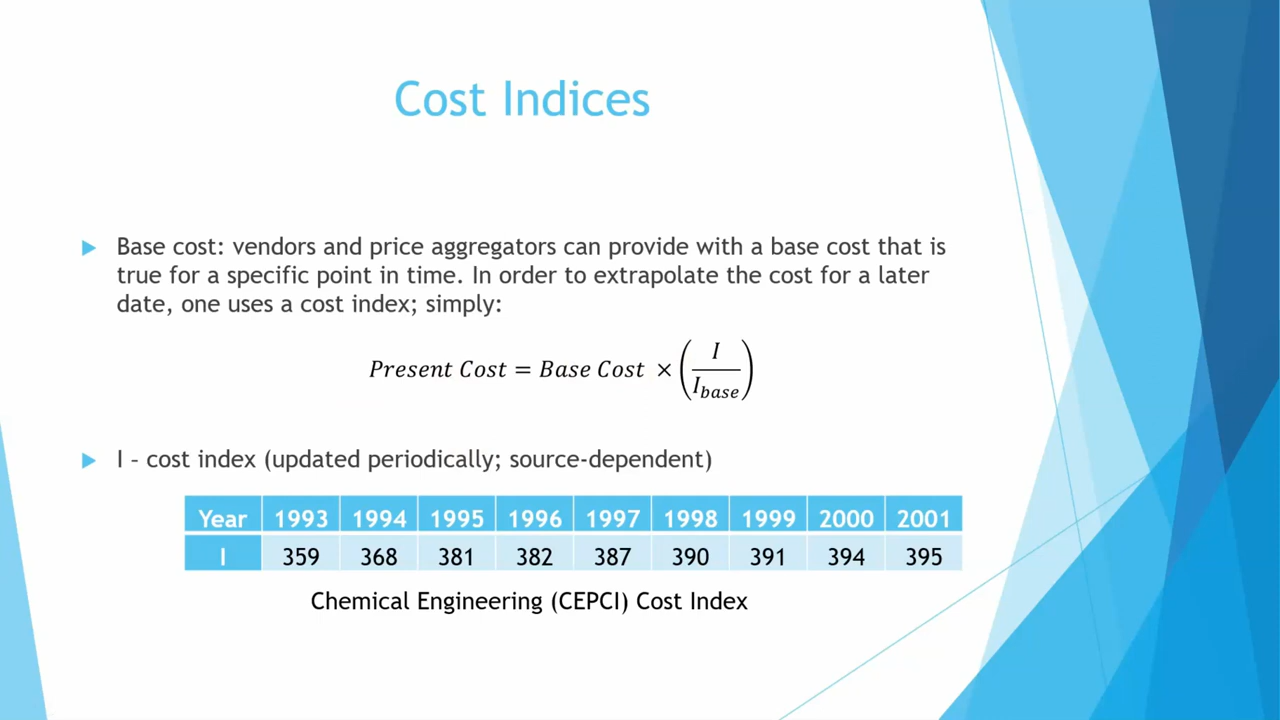 Cost Indices
Base cost: vendors and price aggregators can provide with a base cost that is
true for a specific point in time. In order to extrapolate the cost for a later
date, one uses a cost index; simply:
Present Cost = Base Cost × (I / I_base)
I – cost index (updated periodically; source-dependent)
Year 1993 1994 1995 1996 1997 1998 1999 2000 2001
I 359 368 381 382 387 390 391 394 395
Chemical Engineering (CEPCI) Cost Index